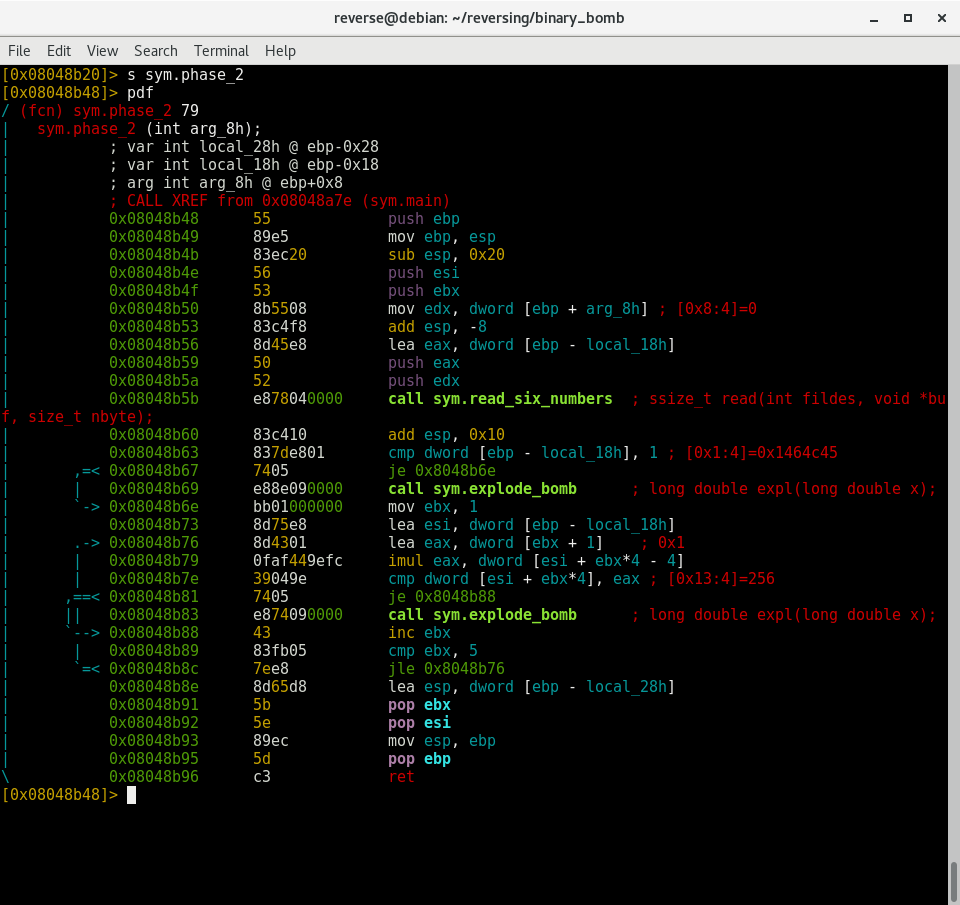 reverse@debian: ~/reversing/binary_bomb
File Edit View Search Terminal Help
[0x08048b20]> s sym.phase_2
[0x08048b48]> pdf
/ (fcn) sym.phase_2 79
|   sym.phase_2 (int arg_8h);
|           ; var int local_28h @ ebp-0x28
|           ; var int local_18h @ ebp-0x18
|           ; arg int arg_8h @ ebp+0x8
|           ; CALL XREF from 0x08048a7e (sym.main)
|           0x08048b48      55             push ebp
|           0x08048b49      89e5           mov ebp, esp
|           0x08048b4b      83ec20         sub esp, 0x20
|           0x08048b4e      56             push esi
|           0x08048b4f      53             push ebx
|           0x08048b50      8b5508         mov edx, dword [ebp + arg_8h] ; [0x8:4]=0
|           0x08048b53      83c4f8         add esp, -8
|           0x08048b56      8d45e8         lea eax, dword [ebp - local_18h]
|           0x08048b59      50             push eax
|           0x08048b5a      52             push edx
|           0x08048b5b      e878040000     call sym.read_six_numbers  ; ssize_t read(int fildes, void *bu
f, size_t nbyte);
|           0x08048b60      83c410         add esp, 0x10
|           0x08048b63      837de801       cmp dword [ebp - local_18h], 1 ; [0x1:4]=0x1464c45
|       ,=< 0x08048b67      7405           je 0x8048b6e
|       |   0x08048b69      e88e090000     call sym.explode_bomb      ; long double expl(long double x);
|       `-> 0x08048b6e      bb01000000     mov ebx, 1
|           0x08048b73      8d75e8         lea esi, dword [ebp - local_18h]
|       .-> 0x08048b76      8d4301         lea eax, dword [ebx + 1]    ; 0x1
|       |   0x08048b79      0faf449efc     imul eax, dword [esi + ebx*4 - 4]
|       |   0x08048b7e      39049e         cmp dword [esi + ebx*4], eax ; [0x13:4]=256
|      ,==< 0x08048b81      7405           je 0x8048b88
|      ||   0x08048b83      e874090000     call sym.explode_bomb      ; long double expl(long double x);
|      `--> 0x08048b88      43             inc ebx
|       |   0x08048b89      83fb05         cmp ebx, 5
|       `=< 0x08048b8c      7ee8           jle 0x8048b76
|           0x08048b8e      8d65d8         lea esp, dword [ebp - local_28h]
|           0x08048b91      5b             pop ebx
|           0x08048b92      5e             pop esi
|           0x08048b93      89ec           mov esp, ebp
|           0x08048b95      5d             pop ebp
\           0x08048b96      c3             ret
[0x08048b48]>